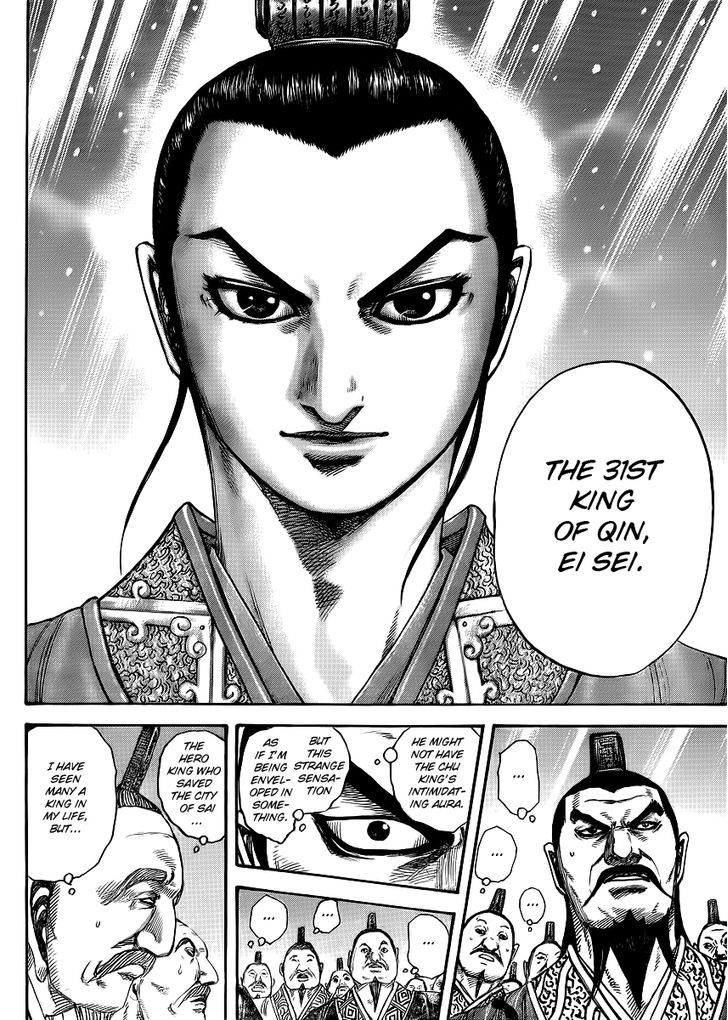 THE 31ST
KING
OF QIN,
EI SEI.
...
...
...
HE MIGHT
NOT HAVE
THE CHU
KING'S
INTIMIDAT-
ING AURA.
BUT
THIS
STRANGE
SENSA-
TION
AS
IF I'M
BEING
ENVEL-
OPED IN
SOME-
THING.
...
...
...
THE
HERO
KING WHO
SAVED
THE CITY
OF SAI
...
I HAVE
SEEN
MANY A
KING IN
MY LIFE,
BUT...